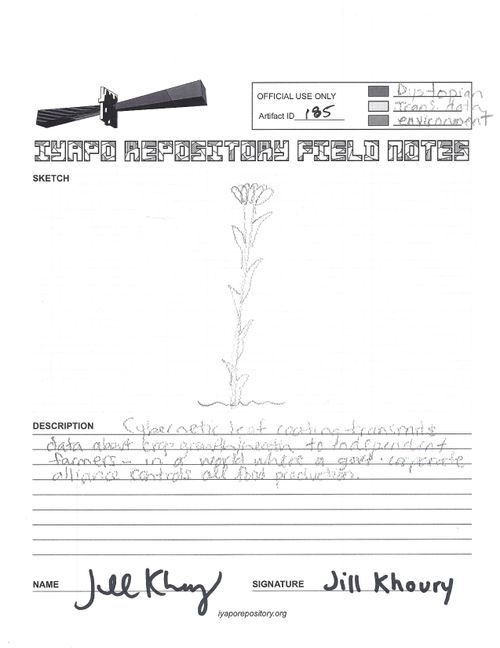 OFFICIAL USE ONLY
Artifact ID 185
Dystopian
trans. data
environment
IYAPO REPOSITORY FIELD NOTES
SKETCH
DESCRIPTION Cybernetic leaf coating transmits
data about crop growth/health to independent
farmers - in a world where a govt-corporate
alliance controls all food production.
NAME Jill Khoury
SIGNATURE Jill Khoury
iyaporepository.org